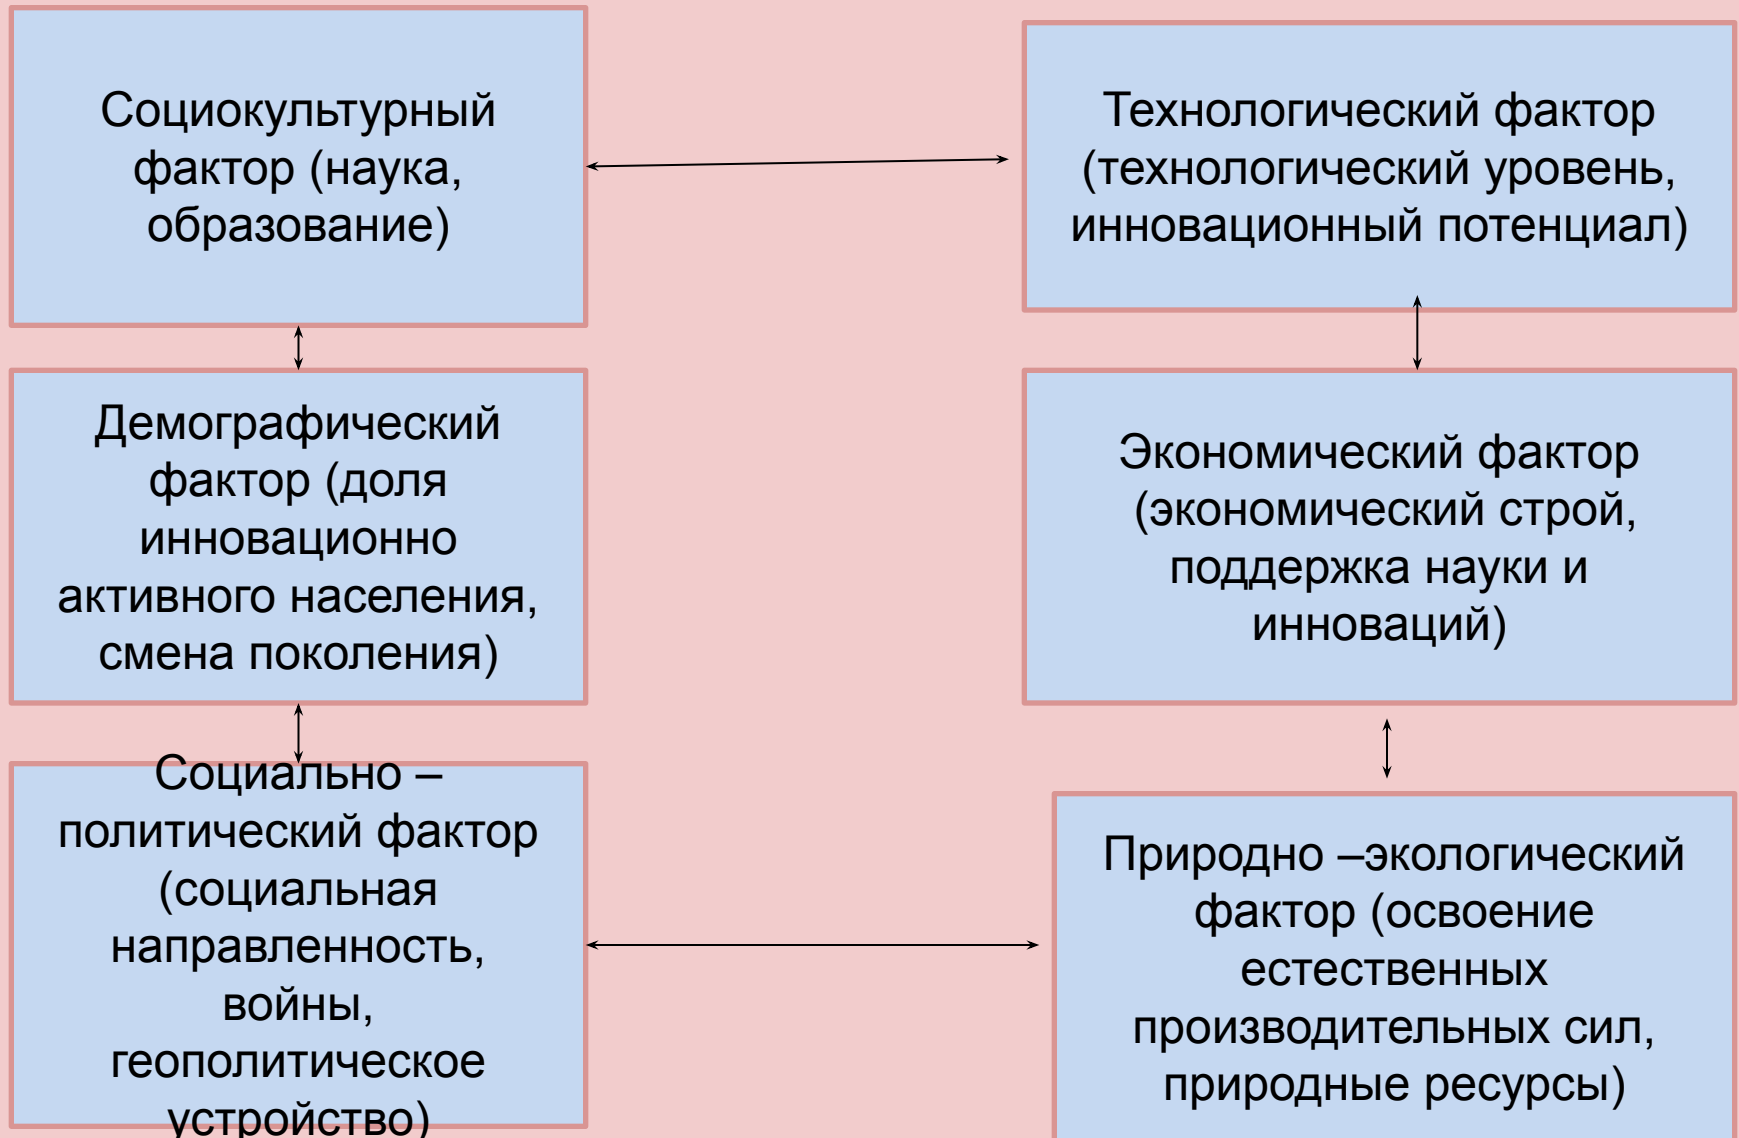 Социокультурный
фактор (наука,
образование)
Технологический фактор
(технологический уровень,
инновационный потенциал)
Демографический
фактор (доля
инновационно
активного населения,
смена поколения)
Экономический фактор
(экономический строй,
поддержка науки и
инноваций)
Социально –
политический фактор
(социальная
направленность,
войны,
геополитическое
устройство)
Природно –экологический
фактор (освоение
естественных
производительных сил,
природные ресурсы)